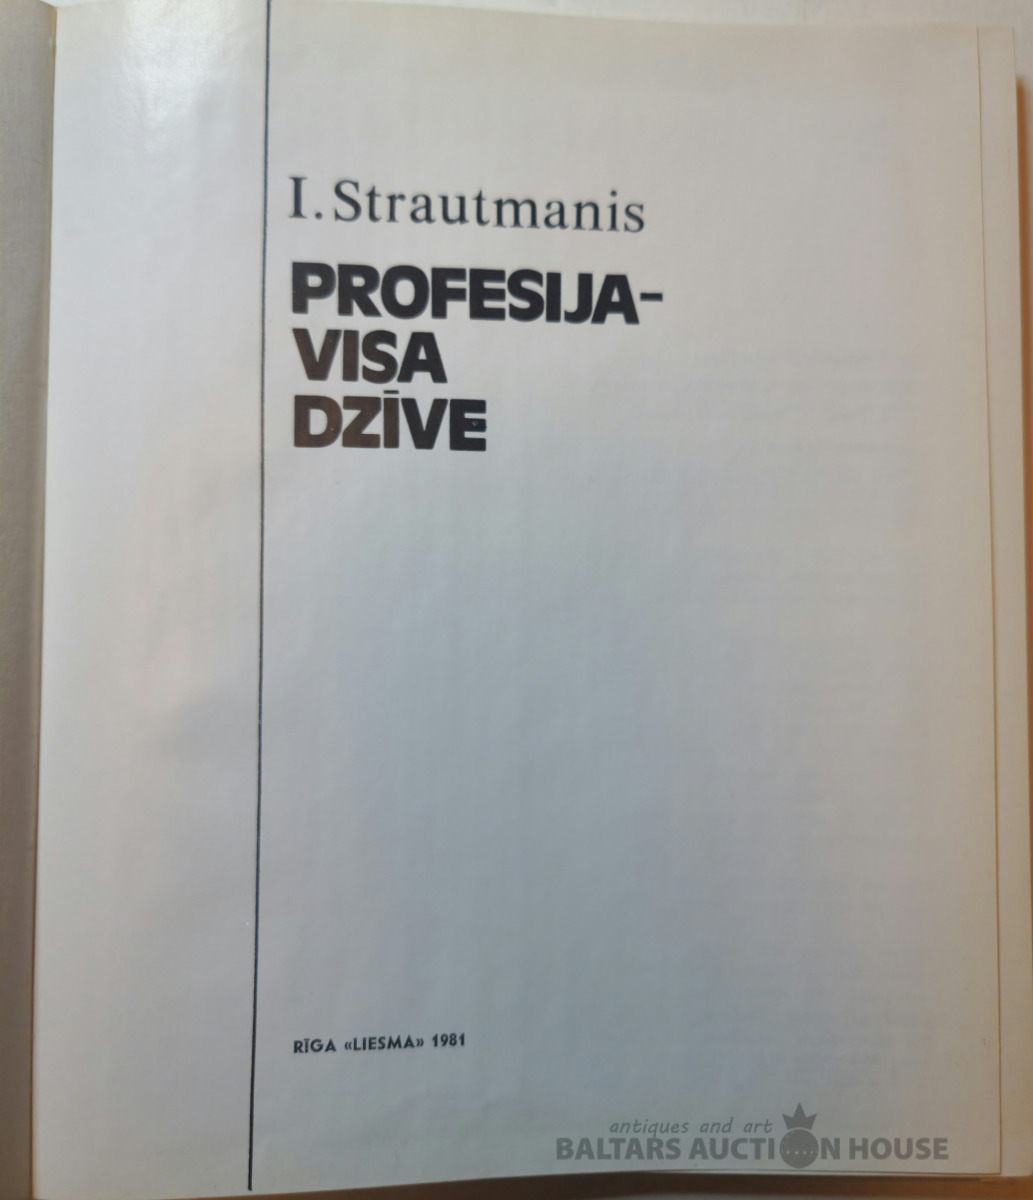 I. Strautmanis
PROFESIJA-
VISA
DZĪVE
RĪGA «LIESMA» 1981
antiques and art
BALTARS AUCTION HOUSE